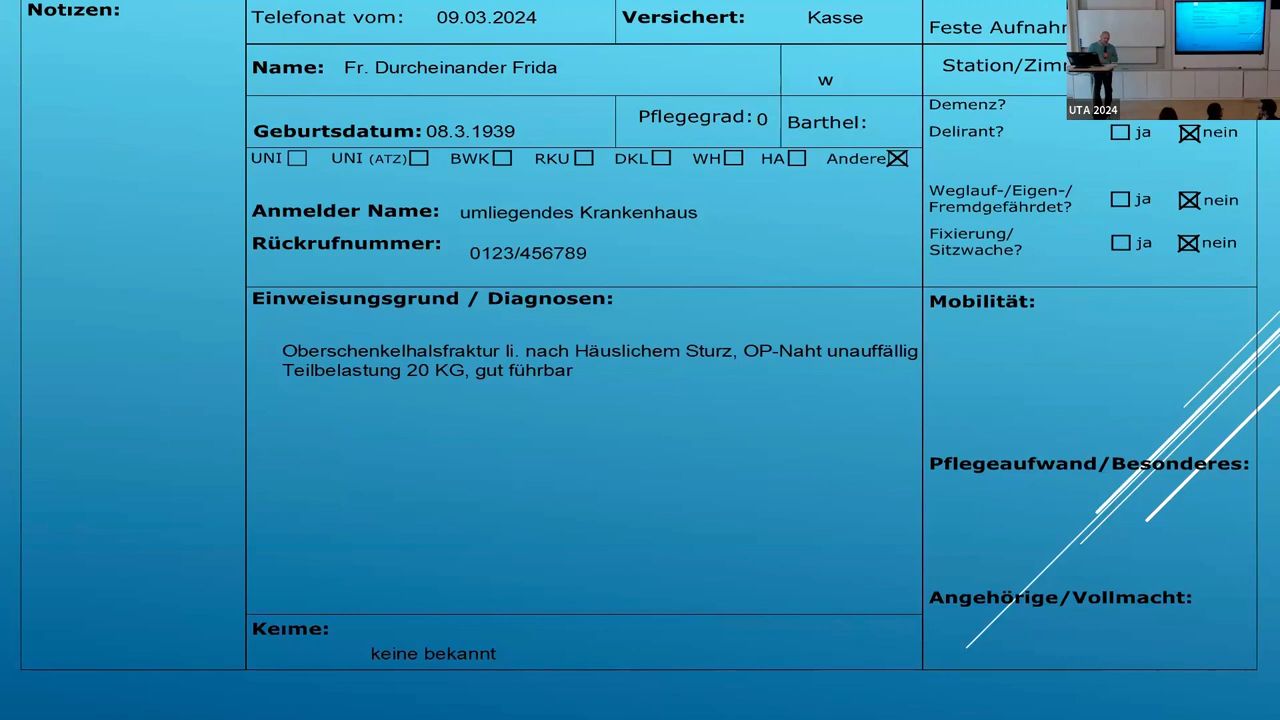 Notizen:
Telefonat vom: 09.03.2024
Versichert: Kasse
Name: Fr. Durcheinander Frida
w
Geburtsdatum: 08.3.1939
Pflegegrad: 0
Barthel:
UNI UNI (ATZ) BWK RKU DKL WH HA Andere
Anmelder Name: umliegendes Krankenhaus
Rückrufnummer: 0123/456789
Einweisungsgrund / Diagnosen:
Oberschenkelhalsfraktur li. nach Häuslichem Sturz, OP-Naht unauffällig
Teilbelastung 20 KG, gut führbar
Keime:
keine bekannt
Feste
Demenz?
Delirant? ja nein
Weglauf-/Eigen-/
Fremdgefährdet? ja nein
Fixierung/
Sitzwache? ja nein
Mobilität:
Pflegeaufwand/Besonderes:
Angehörige/Vollmacht:
UTA 2024